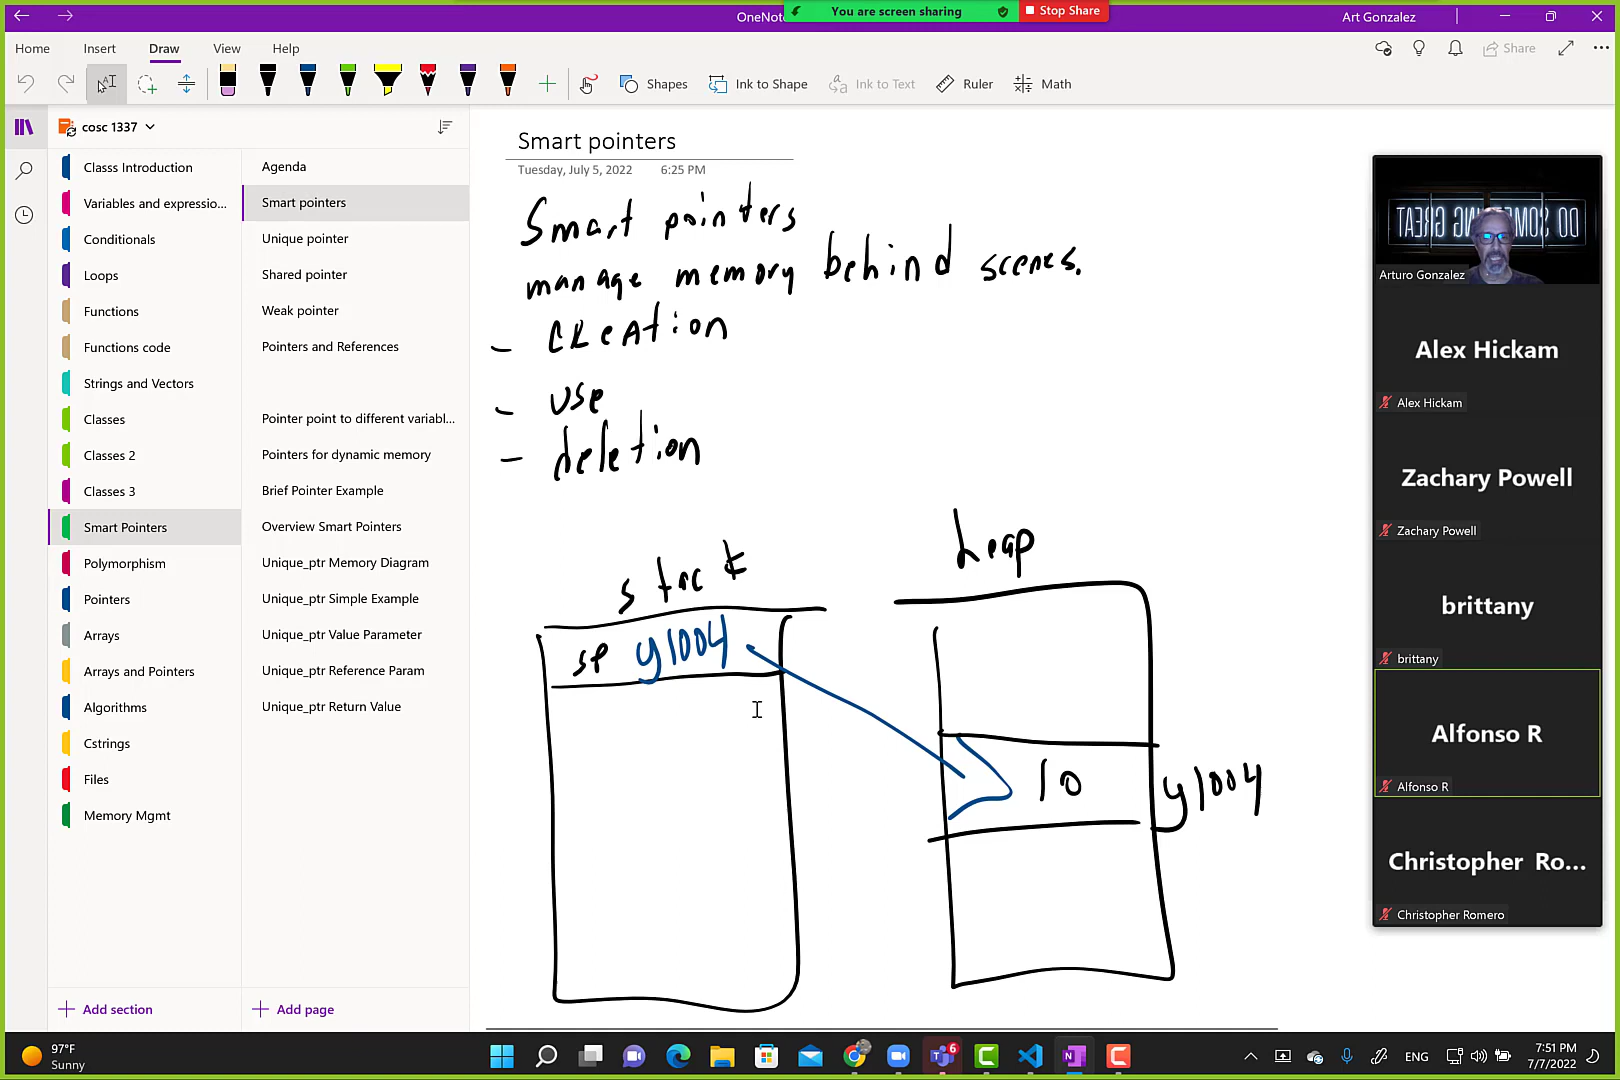 OneNot
You are screen sharing
Stop Share
Art Gonzalez
Home
Insert
Draw
View
Help
Share
Shapes
Ink to Shape
Ink to Text
Ruler
Math
cosc 1337
Classs Introduction
Variables and expressio...
Conditionals
Loops
Functions
Functions code
Strings and Vectors
Classes
Classes 2
Classes 3
Smart Pointers
Polymorphism
Pointers
Arrays
Arrays and Pointers
Algorithms
Cstrings
Files
Memory Mgmt
Add section
Agenda
Smart pointers
Unique pointer
Shared pointer
Weak pointer
Pointers and References
Pointer point to different variabl...
Pointers for dynamic memory
Brief Pointer Example
Overview Smart Pointers
Unique_ptr Memory Diagram
Unique_ptr Simple Example
Unique_ptr Value Parameter
Unique_ptr Reference Param
Unique_ptr Return Value
Add page
Smart pointers
Tuesday, July 5, 2022 6:25 PM
Smart pointers
manage memory behind scenes.
- CREATION
- use
- deletion
stack
heap
sp y1004
10
y1004
DO SOMETHING GREAT
Arturo Gonzalez
Alex Hickam
Alex Hickam
Zachary Powell
Zachary Powell
brittany
brittany
Alfonso R
Alfonso R
Christopher Ro...
Christopher Romero
97°F
Sunny
6
ENG
7:51 PM
7/7/2022